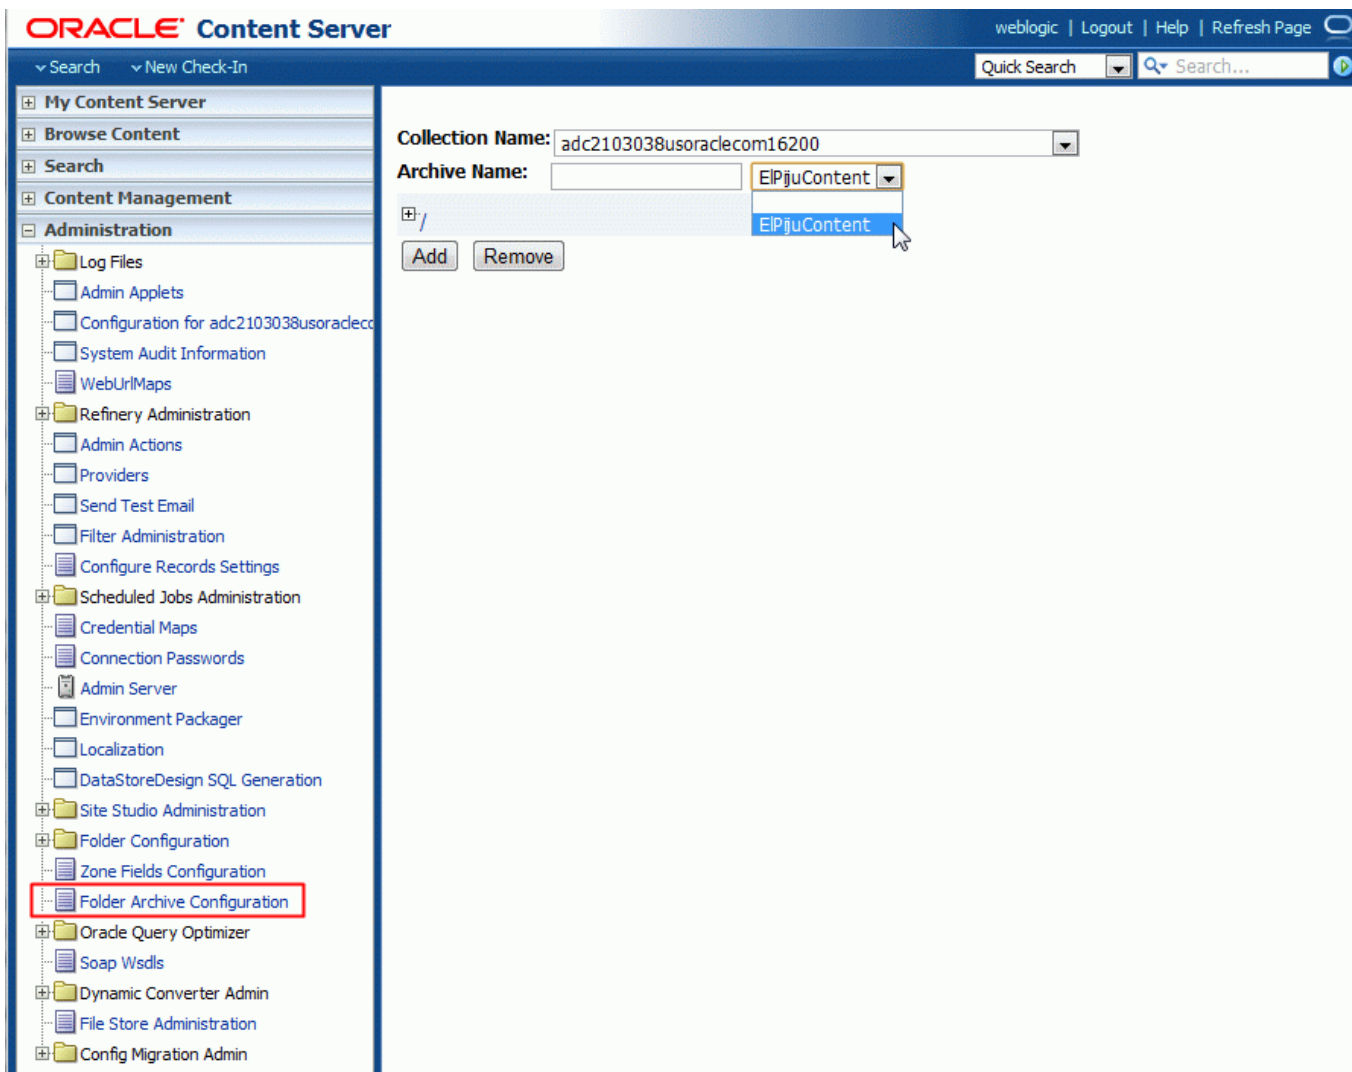 ORACLE Content Server
weblogic | Logout | Help | Refresh Page
Search New Check-In
Quick Search Search...
My Content Server
Browse Content
Search
Content Management
Administration
Log Files
Admin Applets
Configuration for adc2103038usoraclecc
System Audit Information
WebUrlMaps
Refinery Administration
Admin Actions
Providers
Send Test Email
Filter Administration
Configure Records Settings
Scheduled Jobs Administration
Credential Maps
Connection Passwords
Admin Server
Environment Packager
Localization
DataStoreDesign SQL Generation
Site Studio Administration
Folder Configuration
Zone Fields Configuration
Folder Archive Configuration
Oracle Query Optimizer
Soap Wsdls
Dynamic Converter Admin
File Store Administration
Config Migration Admin
Collection Name: adc2103038usoraclecom16200
Archive Name: ElPijuContent
/ ElPijuContent
Add Remove